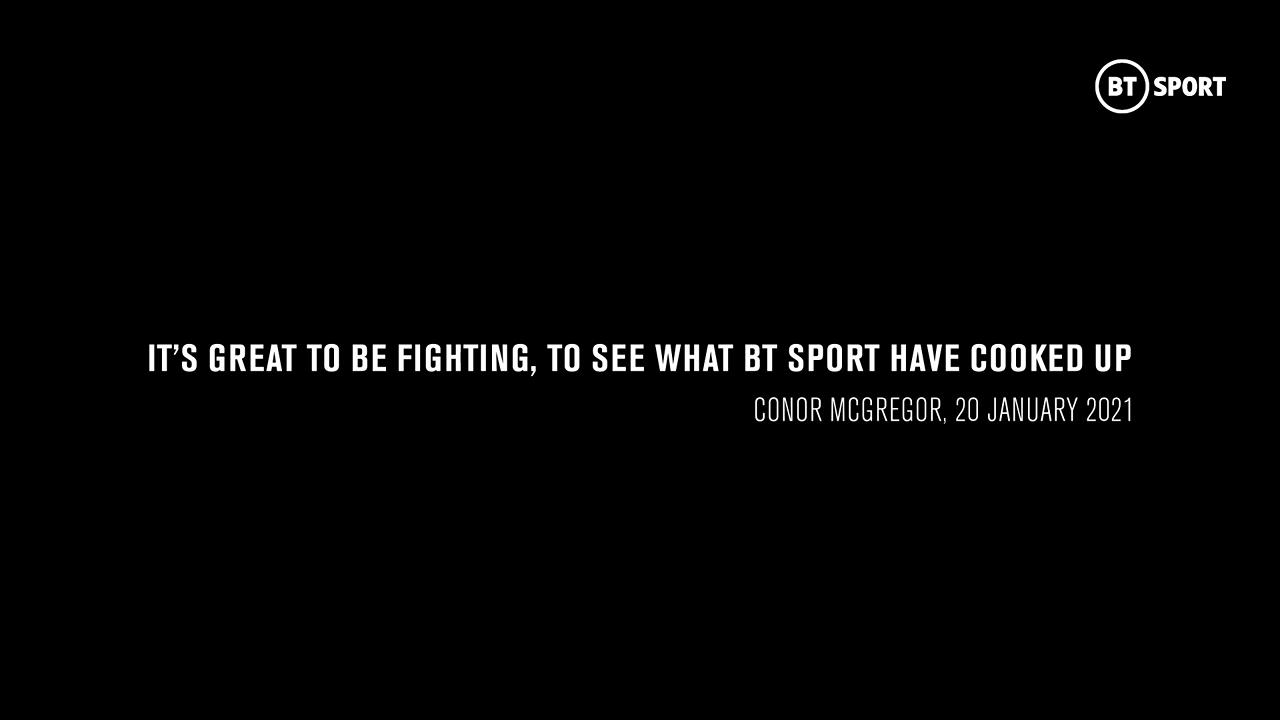 BT SPORT
IT’S GREAT TO BE FIGHTING, TO SEE WHAT BT SPORT HAVE COOKED UP
CONOR MCGREGOR, 20 JANUARY 2021